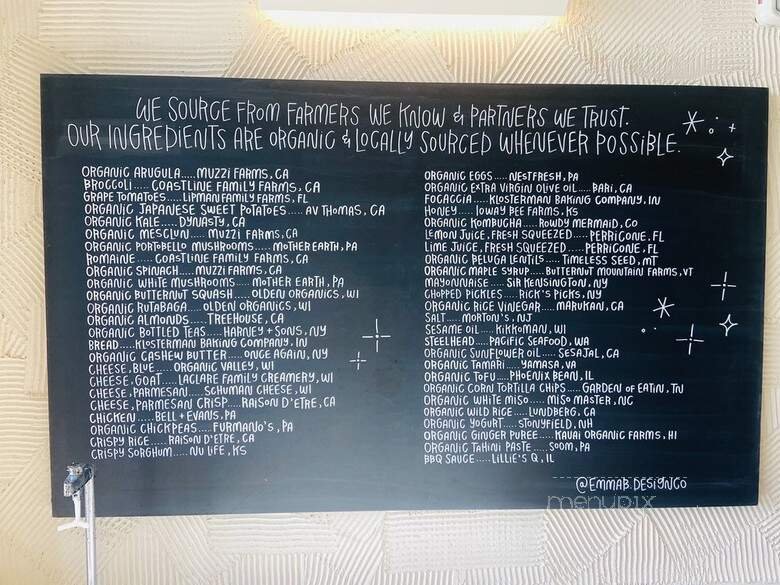 WE SOURCE FROM FARMERS WE KNOW & PARTNERS WE TRUST.
OUR INGREDIENTS ARE ORGANIC & LOCALLY SOURCED WHENEVER POSSIBLE.
ORGANIC ARUGULA.....MUZZI FARMS, CA
BROCCOLI.....COASTLINE FAMILY FARMS, CA
GRAPE TOMATOES.....LIPMAN FAMILY FARMS, FL
ORGANIC JAPANESE SWEET POTATOES.....AV THOMAS, CA
ORGANIC KALE.....DYNASTY, CA
ORGANIC MESCLUN.....MUZZI FARMS, CA
ORGANIC PORTOBELLO MUSHROOMS.....MOTHER EARTH, PA
ROMAINE.....COASTLINE FAMILY FARMS, CA
ORGANIC SPINACH.....MUZZI FARMS, CA
ORGANIC WHITE MUSHROOMS.....MOTHER EARTH, PA
ORGANIC BUTTERNUT SQUASH.....OLDEN ORGANICS, WI
ORGANIC RUTABAGA.....OLDEN ORGANICS, WI
ORGANIC ALMONDS.....TREEHOUSE, CA
ORGANIC BOTTLED TEAS.....HARNEY + SONS, NY
BREAD.....KLOSTERMAN BAKING COMPANY, IN
ORGANIC CASHEW BUTTER.....ONCE AGAIN, NY
CHEESE, BLUE.....ORGANIC VALLEY, WI
CHEESE, GOAT.....LACLARE FAMILY CREAMERY, WI
CHEESE, PARMESAN.....SCHUMAN CHEESE, WI
CHEESE, PARMESAN CRISP.....RAISON D'ETRE, CA
CHICKEN.....BELL + EVANS, PA
ORGANIC CHICKPEAS.....FURMANO'S, PA
CRISPY RICE.....RAISON D'ETRE, CA
CRISPY SORGHUM.....NU LIFE, KS
ORGANIC EGGS.....NESTFRESH, PA
ORGANIC EXTRA VIRGIN OLIVE OIL.....BARI, CA
FOCACCIA.....KLOSTERMAN BAKING COMPANY, IN
HONEY.....IOWAY BEE FARMS, KS
ORGANIC KOMBUCHA.....ROWDY MERMAID, CO
LEMON JUICE, FRESH SQUEEZED.....PERRICONE, FL
LIME JUICE, FRESH SQUEEZED.....PERRICONE, FL
ORGANIC BELUGA LENTILS.....TIMELESS SEED, MT
ORGANIC MAPLE SYRUP.....BUTTERNUT MOUNTAIN FARMS, VT
MAYONNAISE.....SIR KENSINGTON, NY
CHOPPED PICKLES.....RICK'S PICKS, NY
ORGANIC RICE VINEGAR.....MARUKAN, CA
SALT.....MORTON'S, NJ
SESAME OIL.....KIKKOMAN, WI
STEELHEAD.....PACIFIC SEAFOOD, WA
ORGANIC SUNFLOWER OIL.....SESAJAL, CA
ORGANIC TAMARI.....YAMASA, VA
ORGANIC TOFU.....PHOENIX BEAN, IL
ORGANIC CORN TORTILLA CHIPS.....GARDEN OF EATIN, TN
ORGANIC WHITE MISO.....MISO MASTER, NC
ORGANIC WILD RICE.....LUNDBERG, CA
ORGANIC YOGURT.....STONYFIELD, NH
ORGANIC GINGER PUREE.....KAUAI ORGANIC FARMS, HI
ORGANIC TAHINI PASTE.....SOOM, PA
BBQ SAUCE.....LILLIE'S Q, IL
@EMMAB.DESIGNCO
menupix